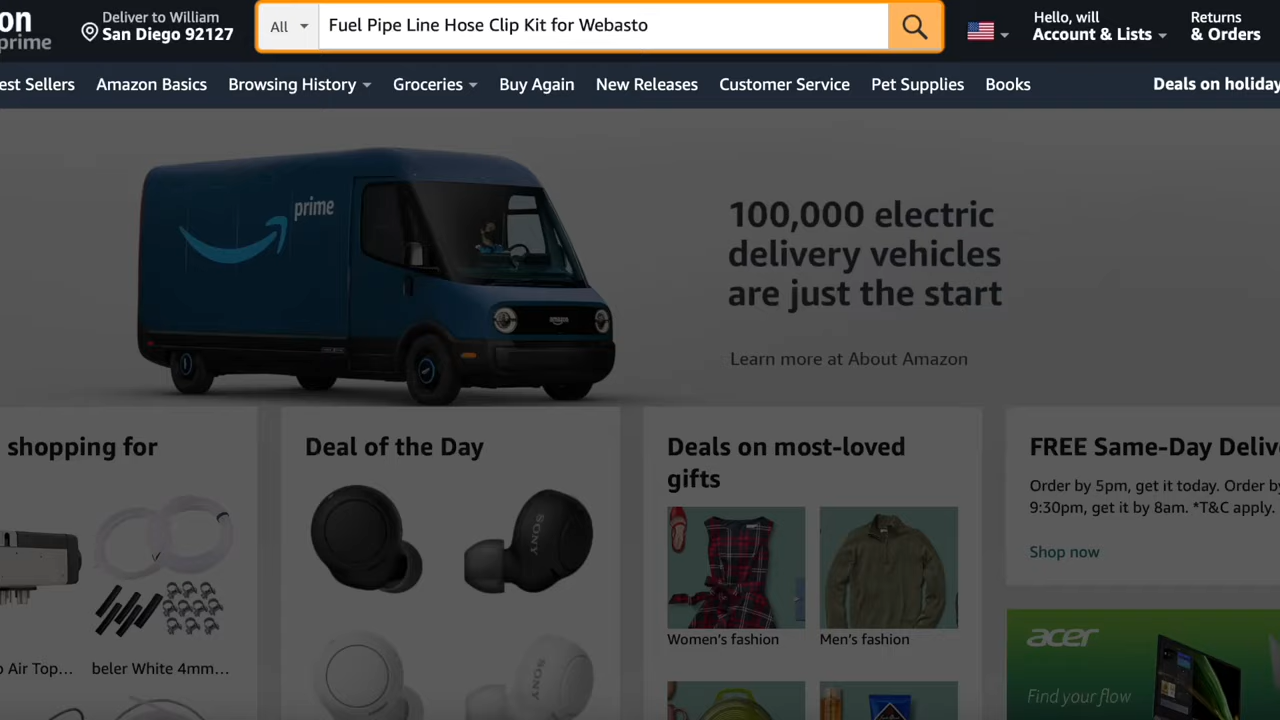 on
prime
Deliver to William
San Diego 92127
All
Fuel Pipe Line Hose Clip Kit for Webasto
Hello, will
Account & Lists
Returns
& Orders
est Sellers
Amazon Basics
Browsing History
Groceries
Buy Again
New Releases
Customer Service
Pet Supplies
Books
Deals on holiday
prime
amazon
100,000 electric
delivery vehicles
are just the start
Learn more at About Amazon
shopping for
o Air Top…
beler White 4mm…
Deal of the Day
SONY
SONY
Deals on most-loved
gifts
Women's fashion
Men's fashion
FREE Same-Day Delive
Order by 5pm, get it today. Order by
9:30pm, get it by 8am. *T&C apply.
Shop now
acer
Find your flow